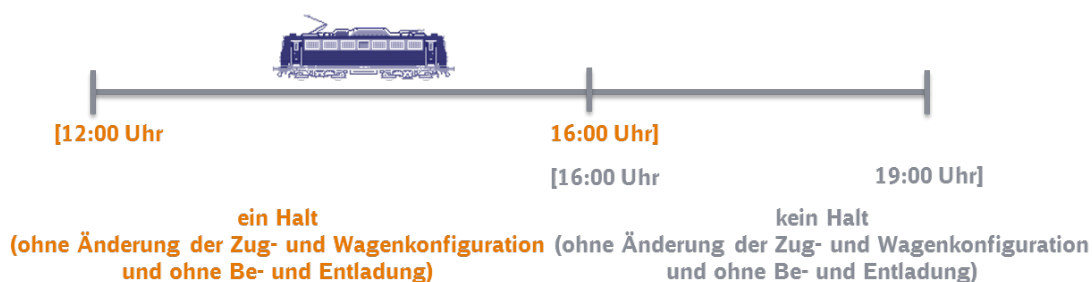 [12:00 Uhr
16:00 Uhr]
[16:00 Uhr
19:00 Uhr]
ein Halt
(ohne Änderung der Zug- und Wagenkonfiguration
und ohne Be- und Entladung)
kein Halt
(ohne Änderung der Zug- und Wagenkonfiguration
und ohne Be- und Entladung)